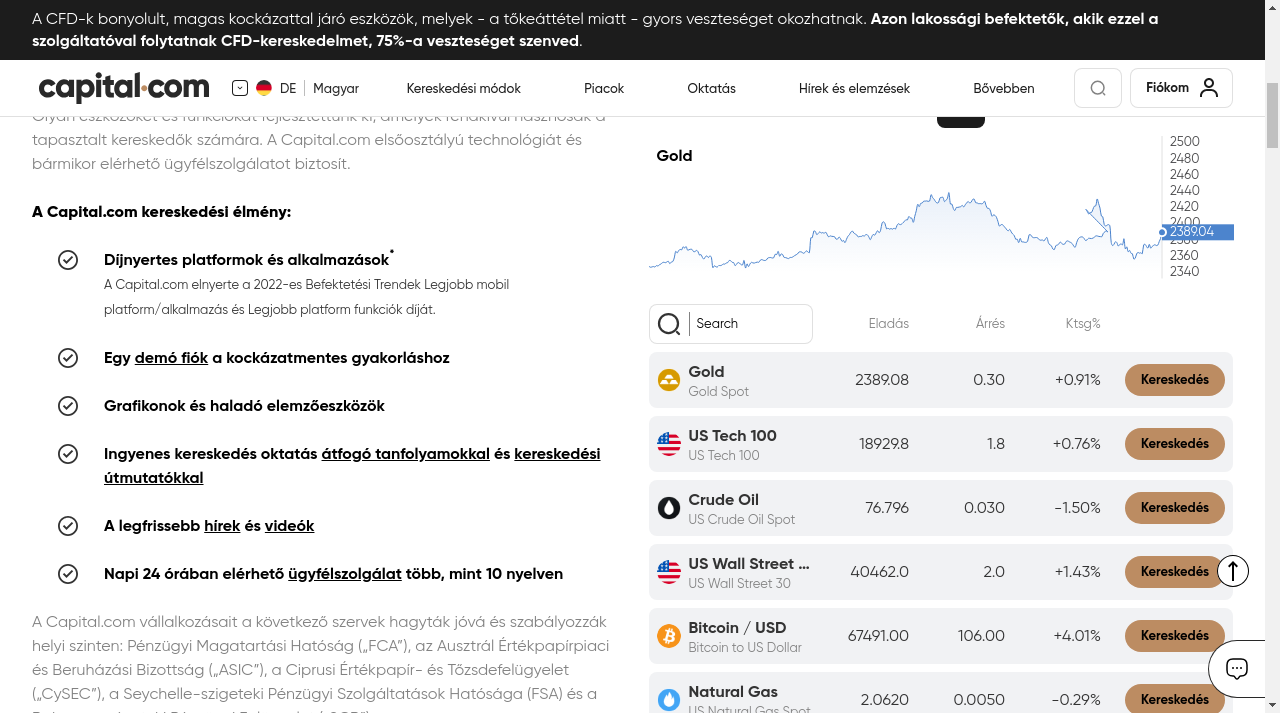 A CFD-k bonyolult, magas kockázattal járó eszközök, melyek - a tőkeáttétel miatt - gyors veszteséget okozhatnak. Azon lakossági befektetők, akik ezzel a
szolgáltatóval folytatnak CFD-kereskedelmet, 75%-a veszteséget szenved.
capital.com
DE
Magyar
Kereskedési módok
Piacok
Oktatás
Hírek és elemzések
Bővebben
Fiókom
Olyan eszközöket és funkciókat fejlesztettünk ki, amelyek rendkívül hasznosak a
tapasztalt kereskedők számára. A Capital.com elsőosztályú technológiát és
bármikor elérhető ügyfélszolgálatot biztosít.
A Capital.com kereskedési élmény:
Díjnyertes platformok és alkalmazások*
A Capital.com elnyerte a 2022-es Befektetési Trendek Legjobb mobil
platform/alkalmazás és Legjobb platform funkciók díját.
Egy demó fiók a kockázatmentes gyakorláshoz
Grafikonok és haladó elemzőeszközök
Ingyenes kereskedés oktatás átfogó tanfolyamokkal és kereskedési
útmutatókkal
A legfrissebb hírek és videók
Napi 24 órában elérhető ügyfélszolgálat több, mint 10 nyelven
A Capital.com vállalkozásait a következő szervek hagyták jóvá és szabályozzák
helyi szinten: Pénzügyi Magatartási Hatóság („FCA”), az Ausztrál Értékpapírpiaci
és Beruházási Bizottság („ASIC”), a Ciprusi Értékpapír- és Tőzsdefelügyelet
(„CySEC”), a Seychelle-szigeteki Pénzügyi Szolgáltatások Hatósága (FSA) és a
Gold
2500
2480
2460
2440
2420
2400
2389.04
2380
2360
2340
Search
Eladás
Árrés
Ktsg%
Gold
Gold Spot
2389.08
0.30
+0.91%
Kereskedés
US Tech 100
US Tech 100
18929.8
1.8
+0.76%
Kereskedés
Crude Oil
US Crude Oil Spot
76.796
0.030
-1.50%
Kereskedés
US Wall Street ...
US Wall Street 30
40462.0
2.0
+1.43%
Kereskedés
Bitcoin / USD
Bitcoin to US Dollar
67491.00
106.00
+4.01%
Kereskedés
Natural Gas
US Natural Gas Spot
2.0620
0.0050
-0.29%
Kereskedés